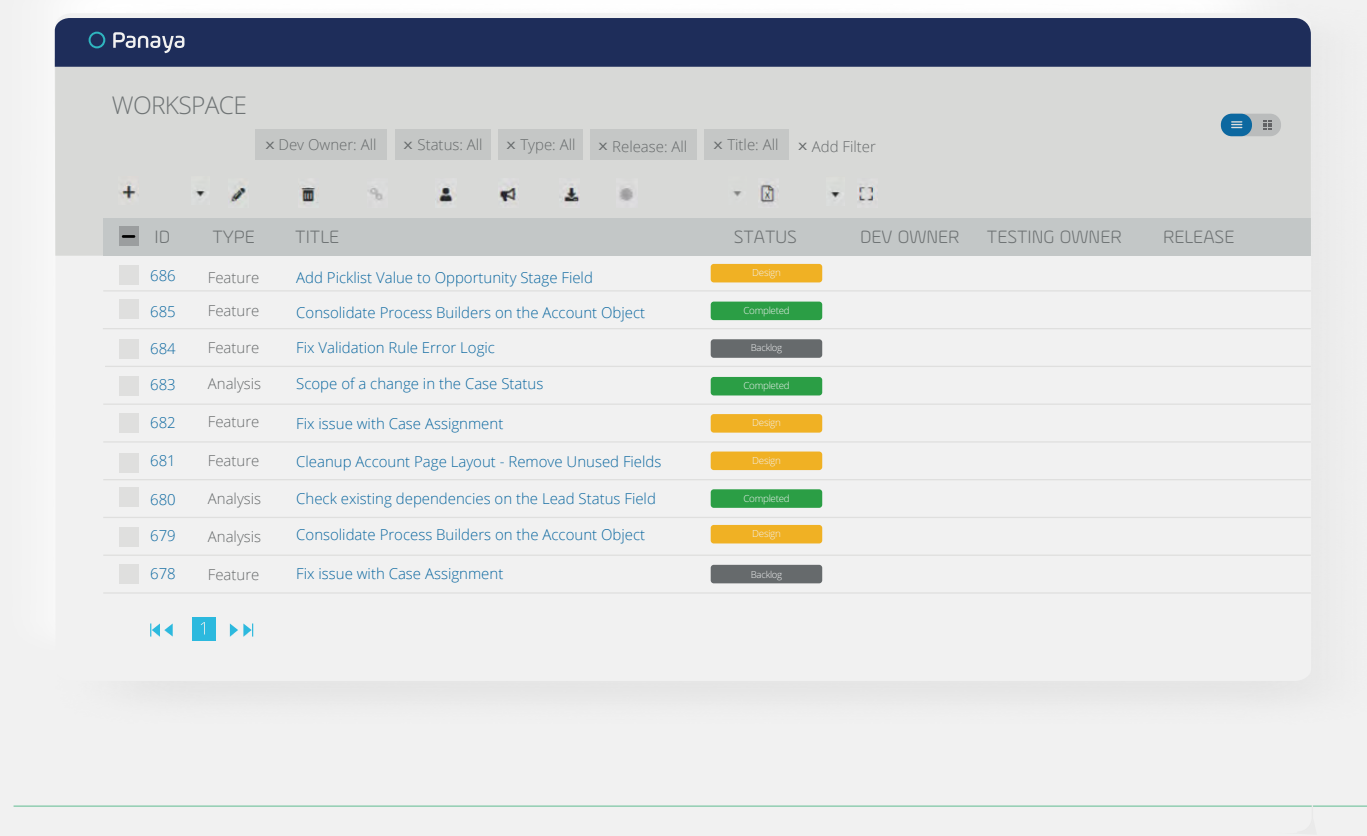 Panaya
WORKSPACE
× Dev Owner: All × Status: All × Type: All × Release: All × Title: All × Add Filter
ID TYPE TITLE STATUS DEV OWNER TESTING OWNER RELEASE
686 Feature Add Picklist Value to Opportunity Stage Field Design
685 Feature Consolidate Process Builders on the Account Object Completed
684 Feature Fix Validation Rule Error Logic Backlog
683 Analysis Scope of a change in the Case Status Completed
682 Feature Fix issue with Case Assignment Design
681 Feature Cleanup Account Page Layout - Remove Unused Fields Design
680 Analysis Check existing dependencies on the Lead Status Field Completed
679 Analysis Consolidate Process Builders on the Account Object Design
678 Feature Fix issue with Case Assignment Backlog
1